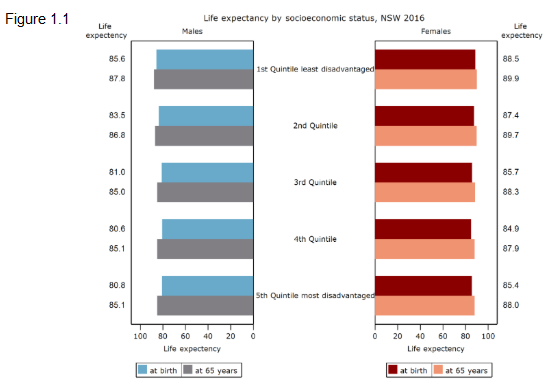 Figure 1.1
Life expectancy by socioeconomic status, NSW 2016
Life
expectency
Males
Females
Life
expectency
85.6
87.8
1st Quintile least disadvantaged
88.5
89.9
83.5
86.8
2nd Quintile
87.4
89.7
81.0
85.0
3rd Quintile
85.7
88.3
80.6
85.1
4th Quintile
84.9
87.9
80.8
85.1
5th Quintile most disadvantaged
85.4
88.0
100 80 60 40 20 0
Life expectency
0 20 40 60 80 100
Life expectency
at birth at 65 years
at birth at 65 years